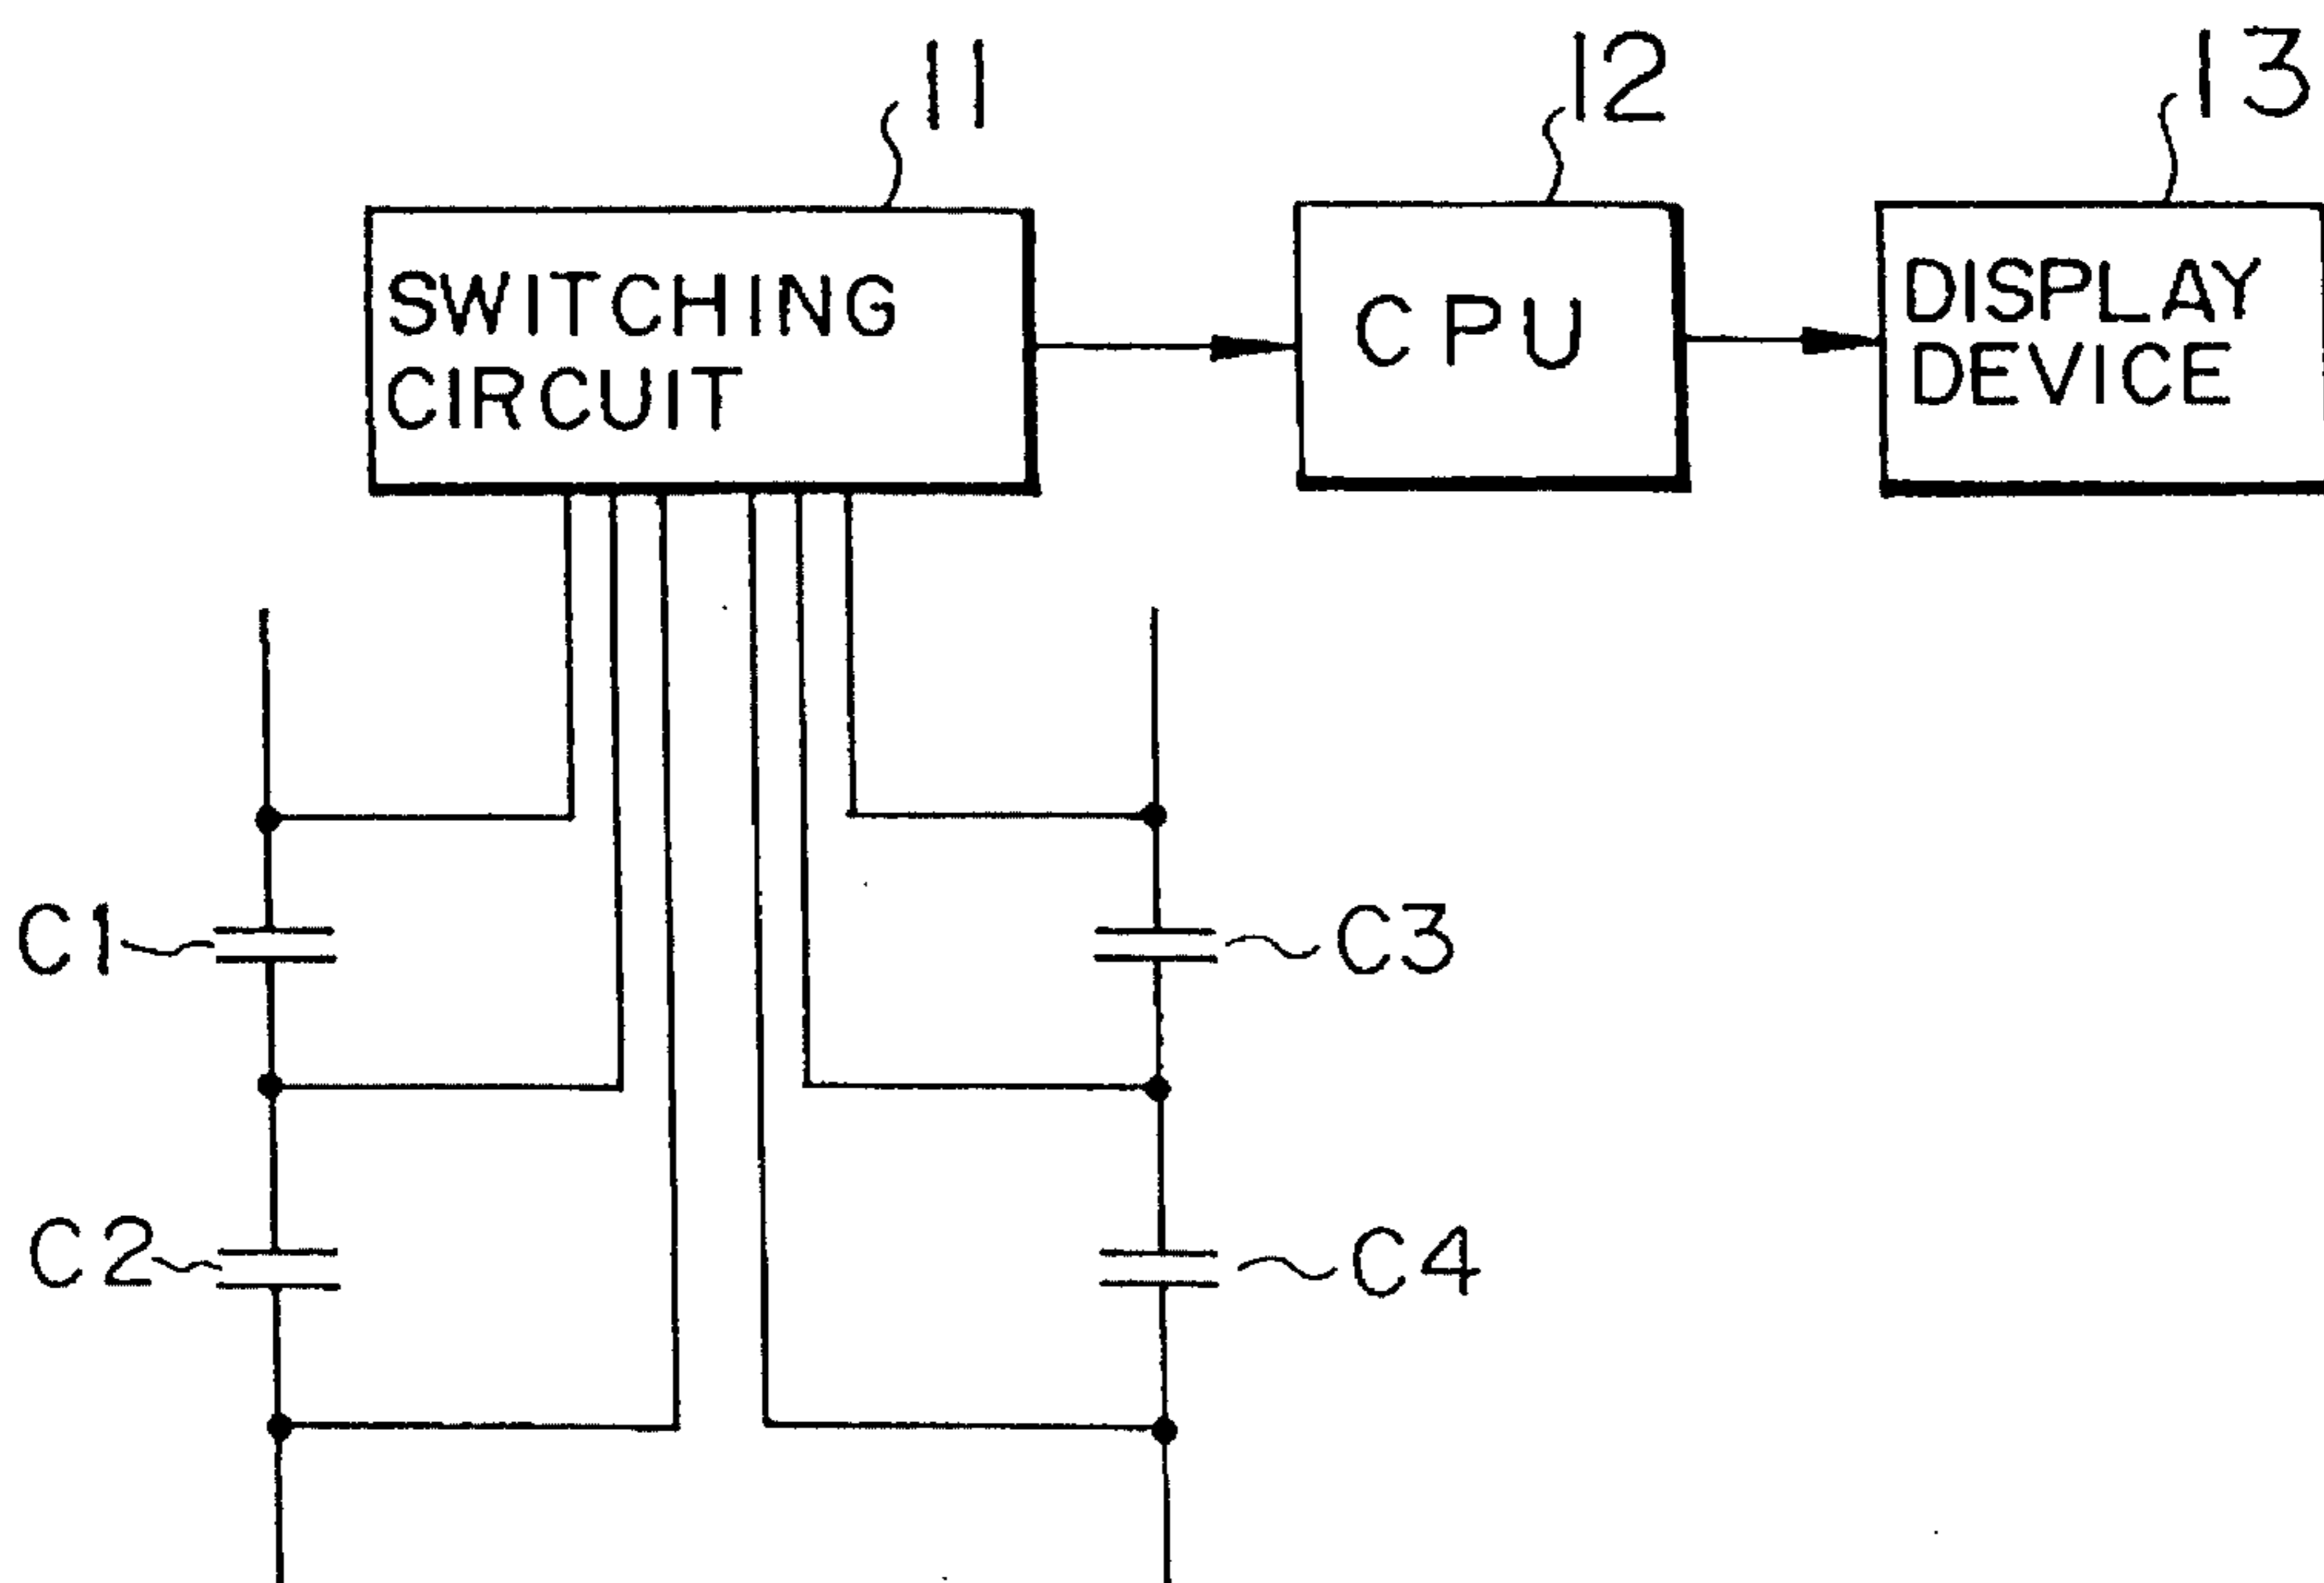 11
12
13
SWITCHING
CIRCUIT
CPU
DISPLAY
DEVICE
C1
C3
C2
C4